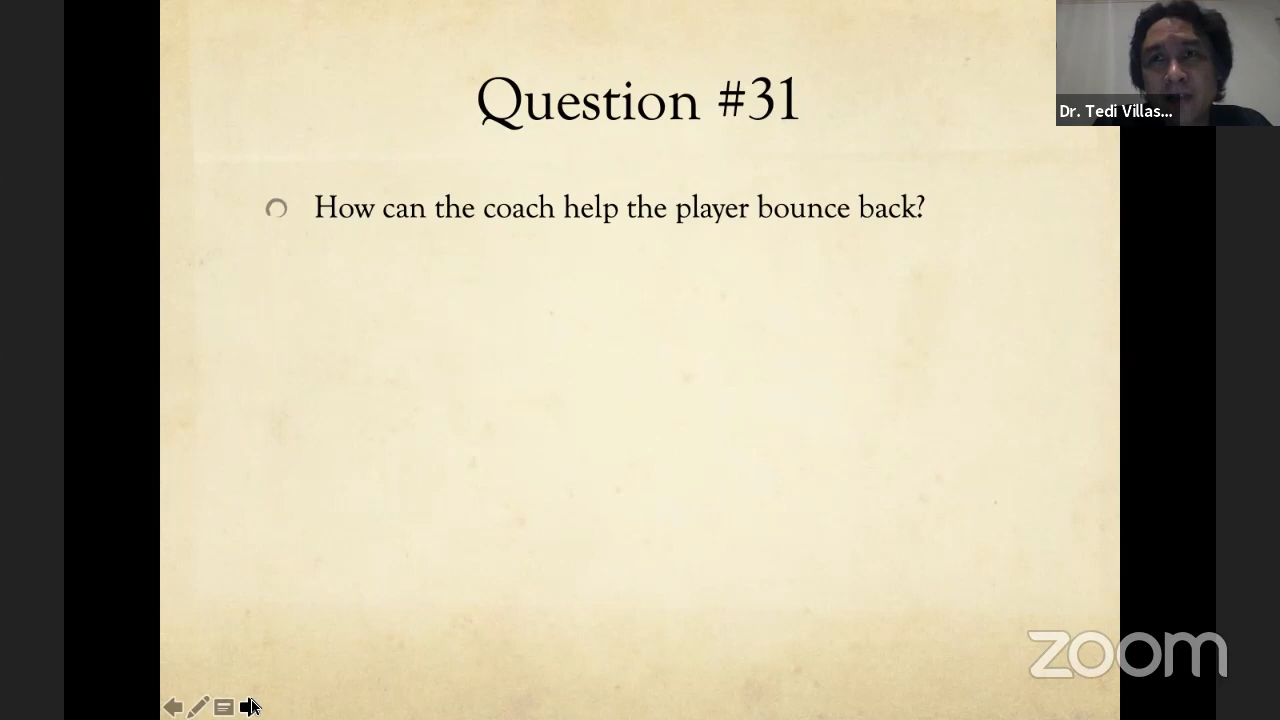 Question #31
Dr. Tedi Villas...
How can the coach help the player bounce back?
zoom